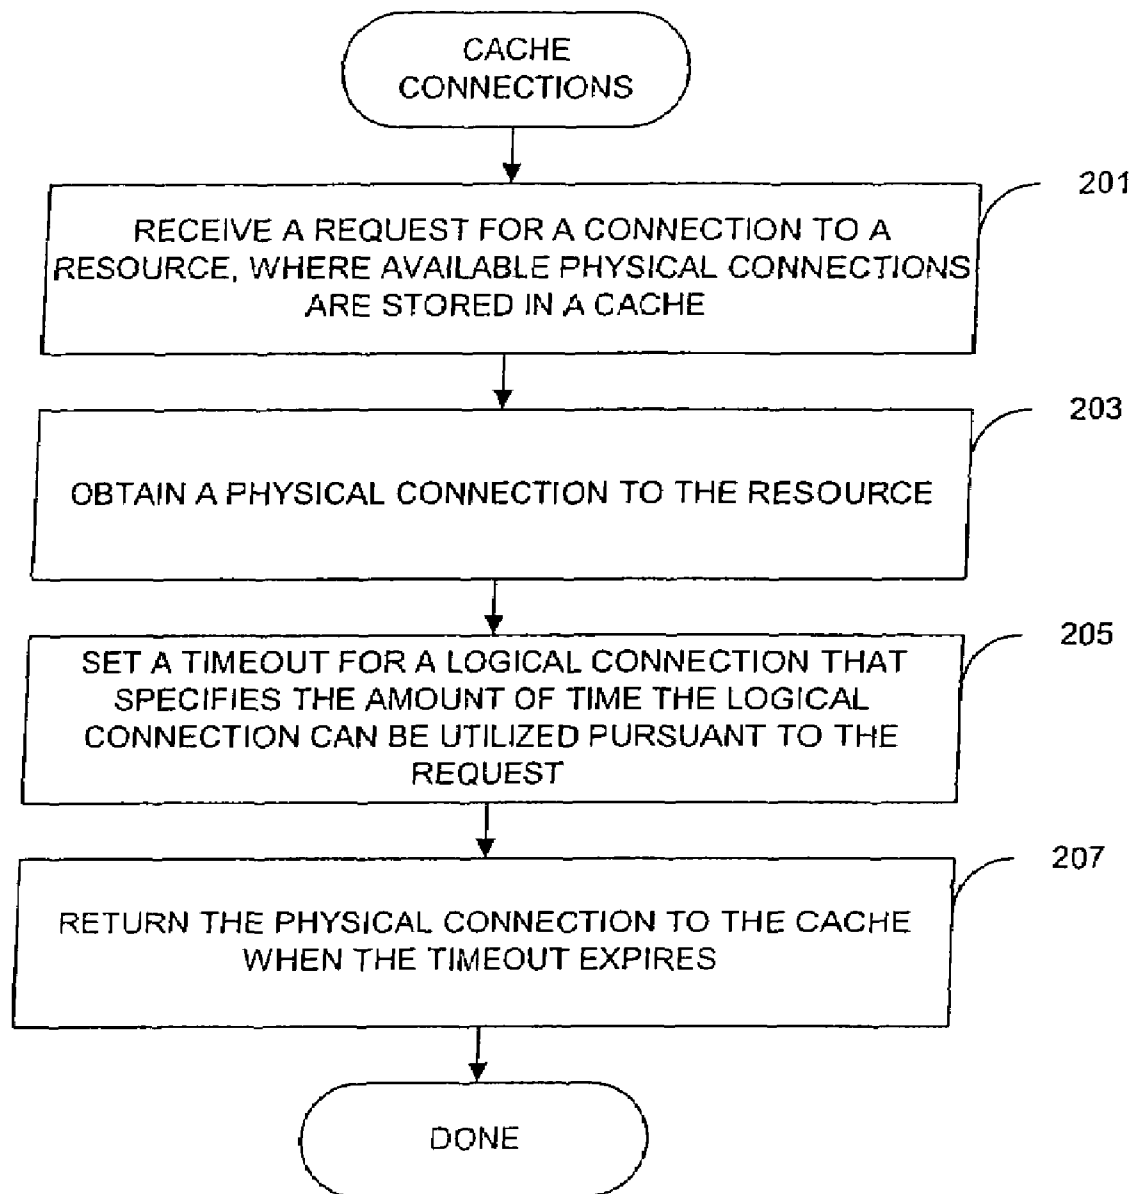 CACHE
CONNECTIONS
201
RECEIVE A REQUEST FOR A CONNECTION TO A
RESOURCE, WHERE AVAILABLE PHYSICAL CONNECTIONS
ARE STORED IN A CACHE
203
OBTAIN A PHYSICAL CONNECTION TO THE RESOURCE
205
SET A TIMEOUT FOR A LOGICAL CONNECTION THAT
SPECIFIES THE AMOUNT OF TIME THE LOGICAL
CONNECTION CAN BE UTILIZED PURSUANT TO THE
REQUEST
207
RETURN THE PHYSICAL CONNECTION TO THE CACHE
WHEN THE TIMEOUT EXPIRES
DONE